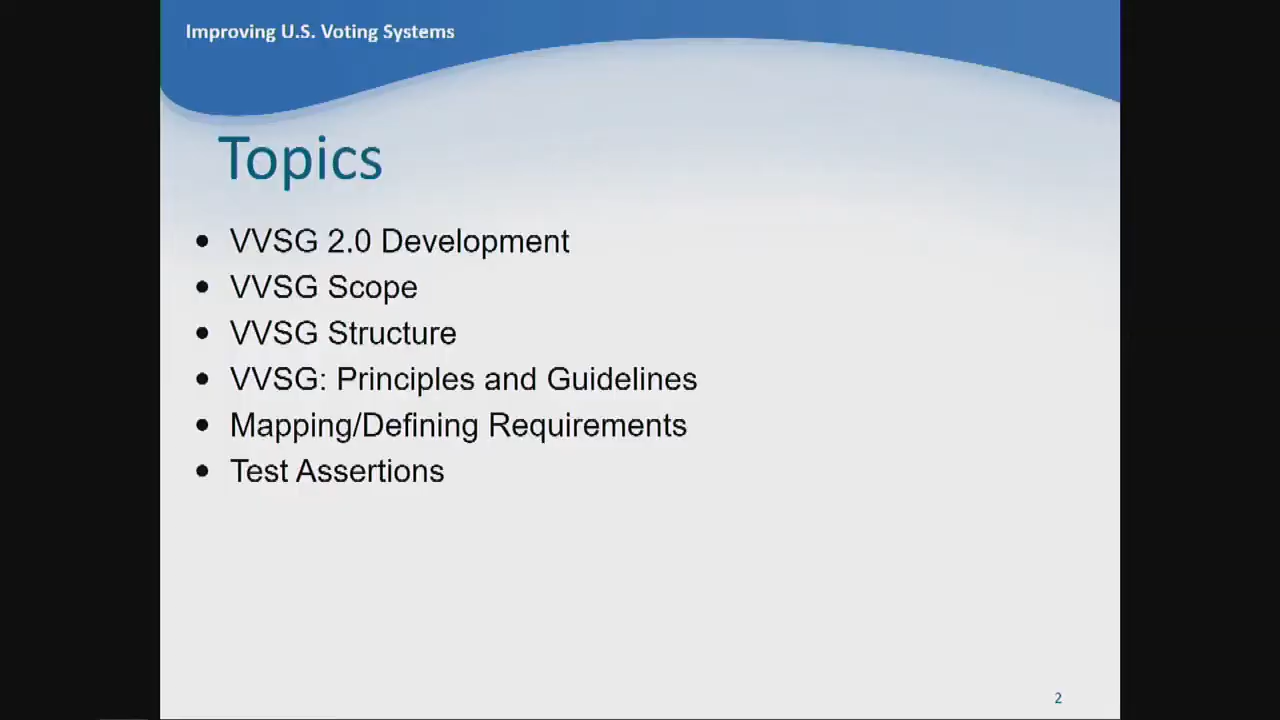 Improving U.S. Voting Systems
Topics
• VVSG 2.0 Development
• VVSG Scope
• VVSG Structure
• VVSG: Principles and Guidelines
• Mapping/Defining Requirements
• Test Assertions
2